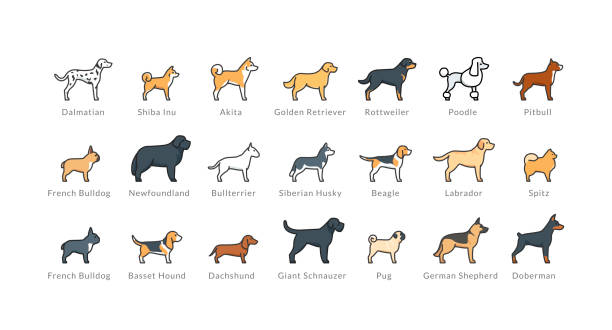 Dalmatian Shiba Inu Akita Golden Retriever Rottweiler Poodle Pitbull
French Bulldog Newfoundland Bullterrier Siberian Husky Beagle Labrador Spitz
French Bulldog Basset Hound Dachshund Giant Schnauzer Pug German Shepherd Doberman